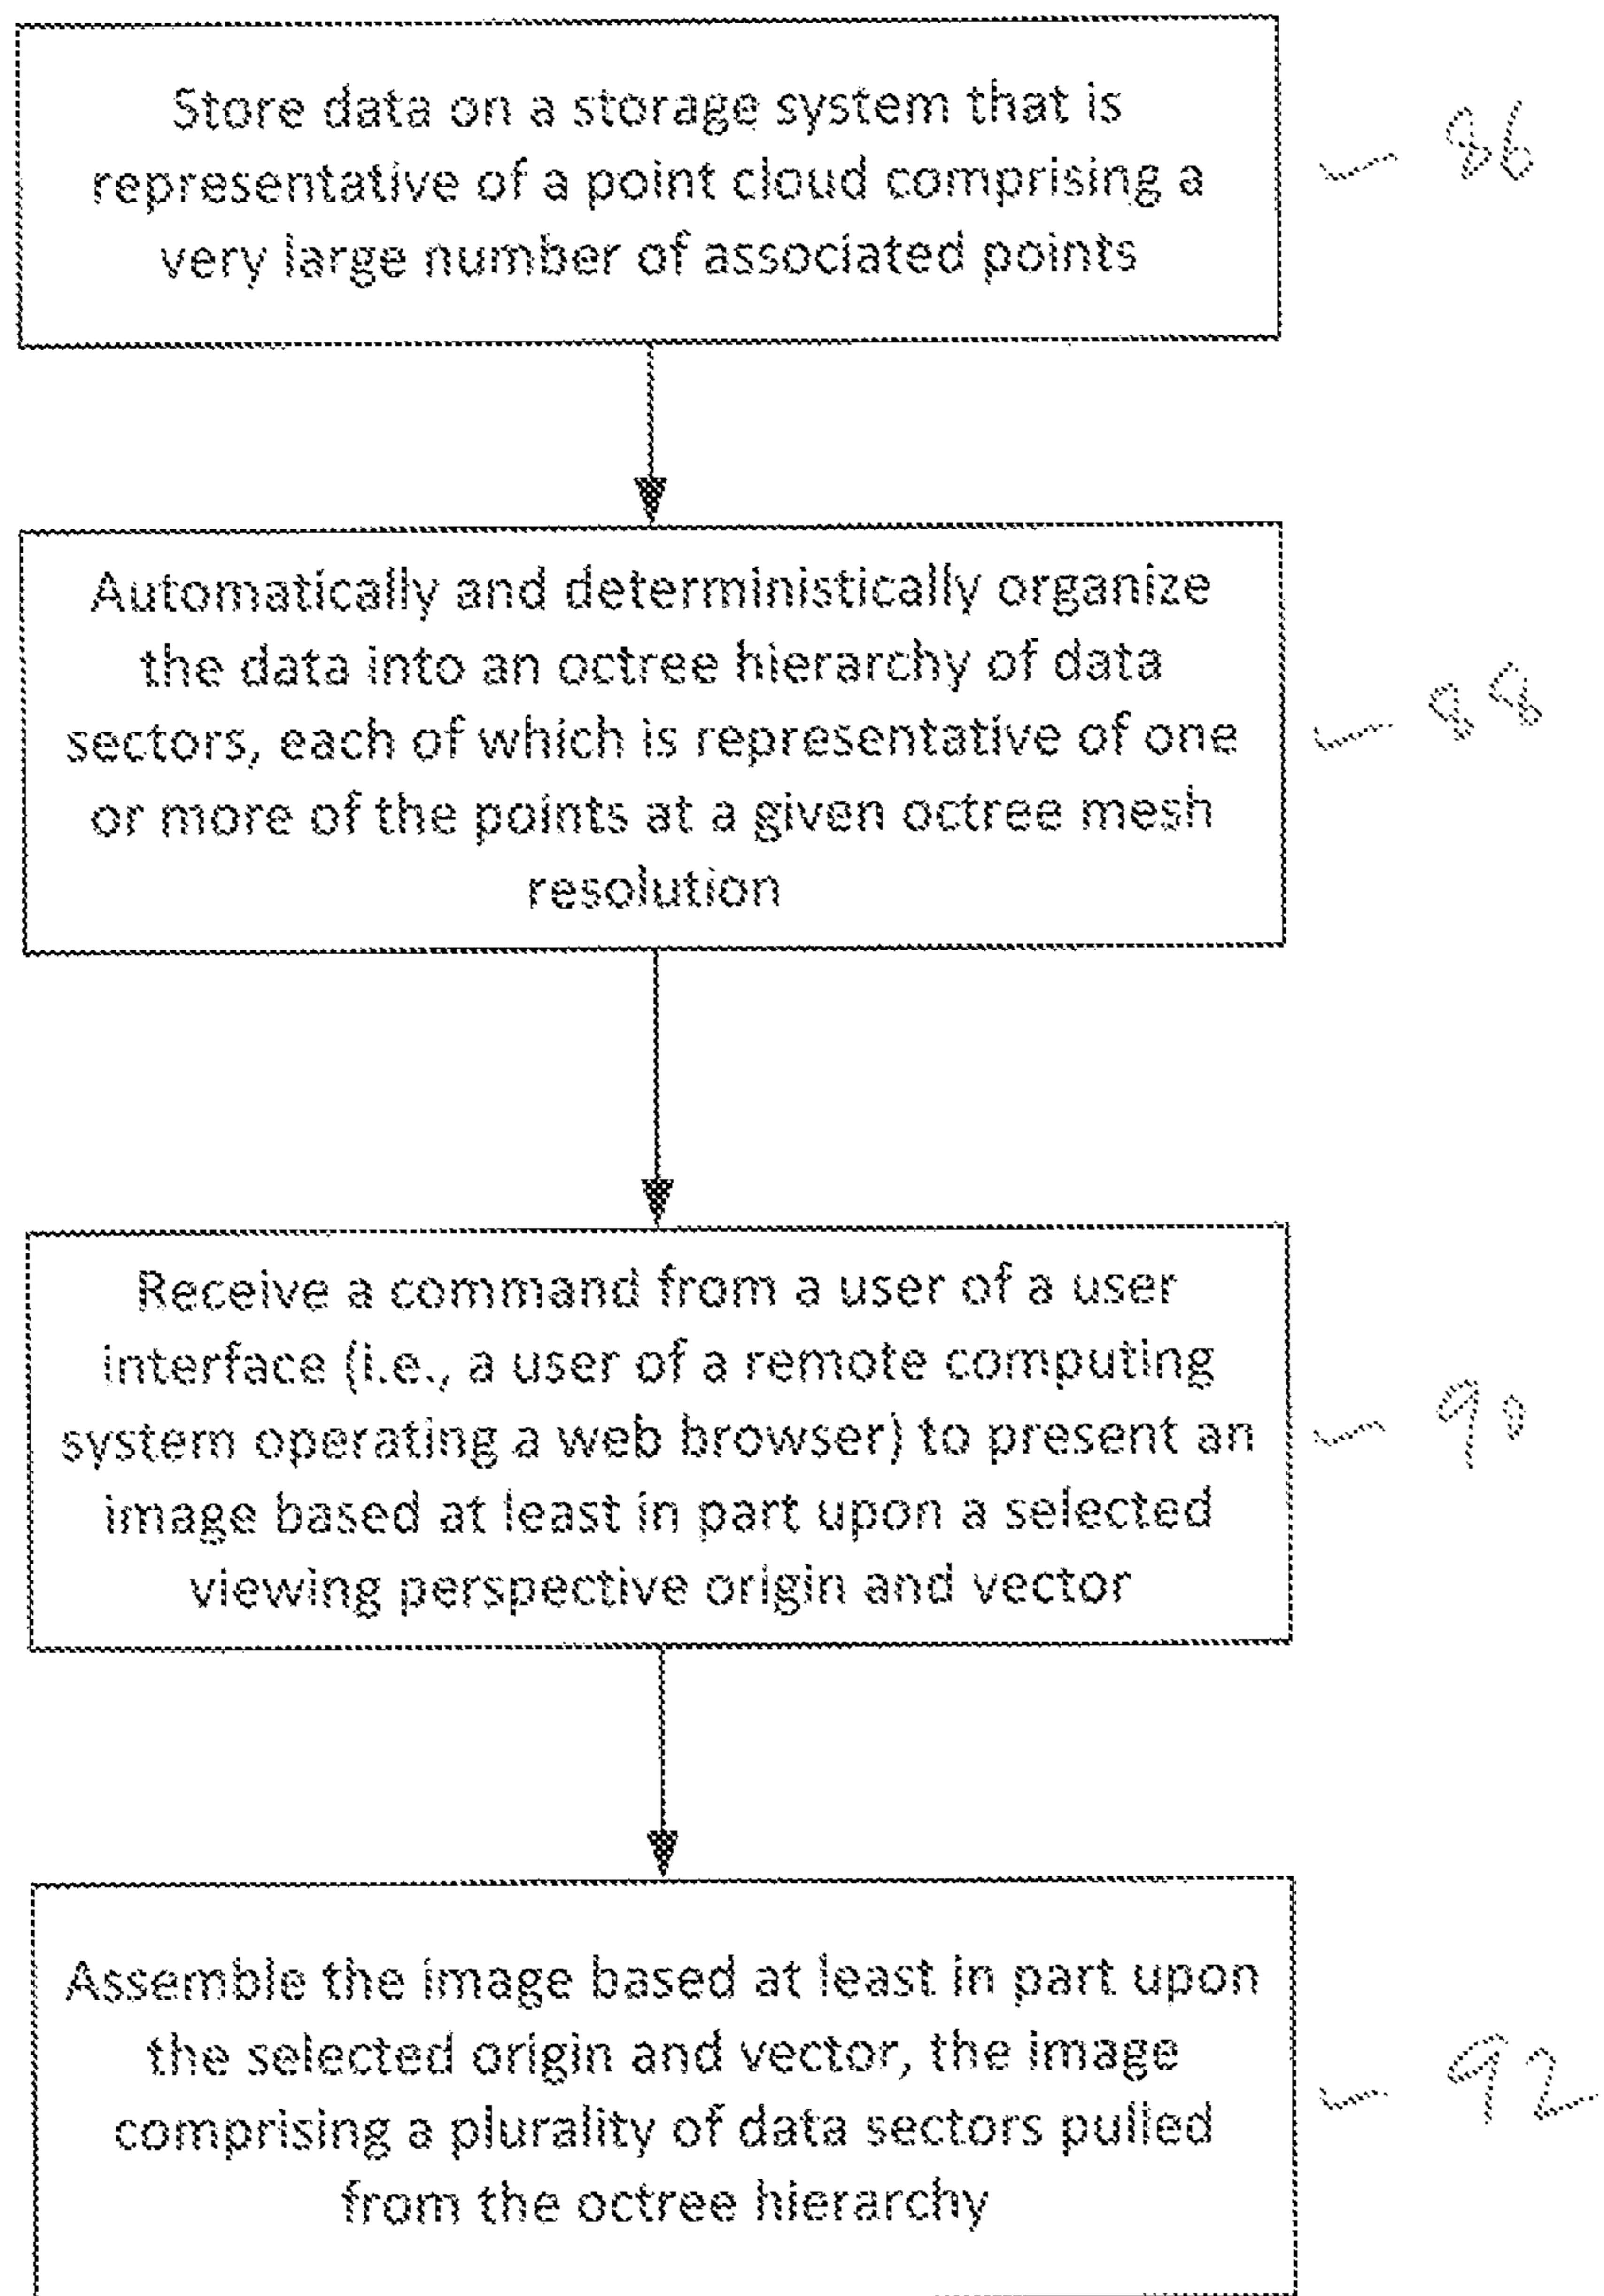 Store data on a storage system that is
representative of a point cloud comprising a
very large number of associated points
86
Automatically and deterministically organize
the data into an octree hierarchy of data
sectors, each of which is representative of one
or more of the points at a given octree mesh
resolution
88
Receive a command from a user of a user
interface (i.e., a user of a remote computing
system operating a web browser) to present an
image based at least in part upon a selected
viewing perspective origin and vector
90
Assemble the image based at least in part upon
the selected origin and vector, the image
comprising a plurality of data sectors pulled
from the octree hierarchy
92